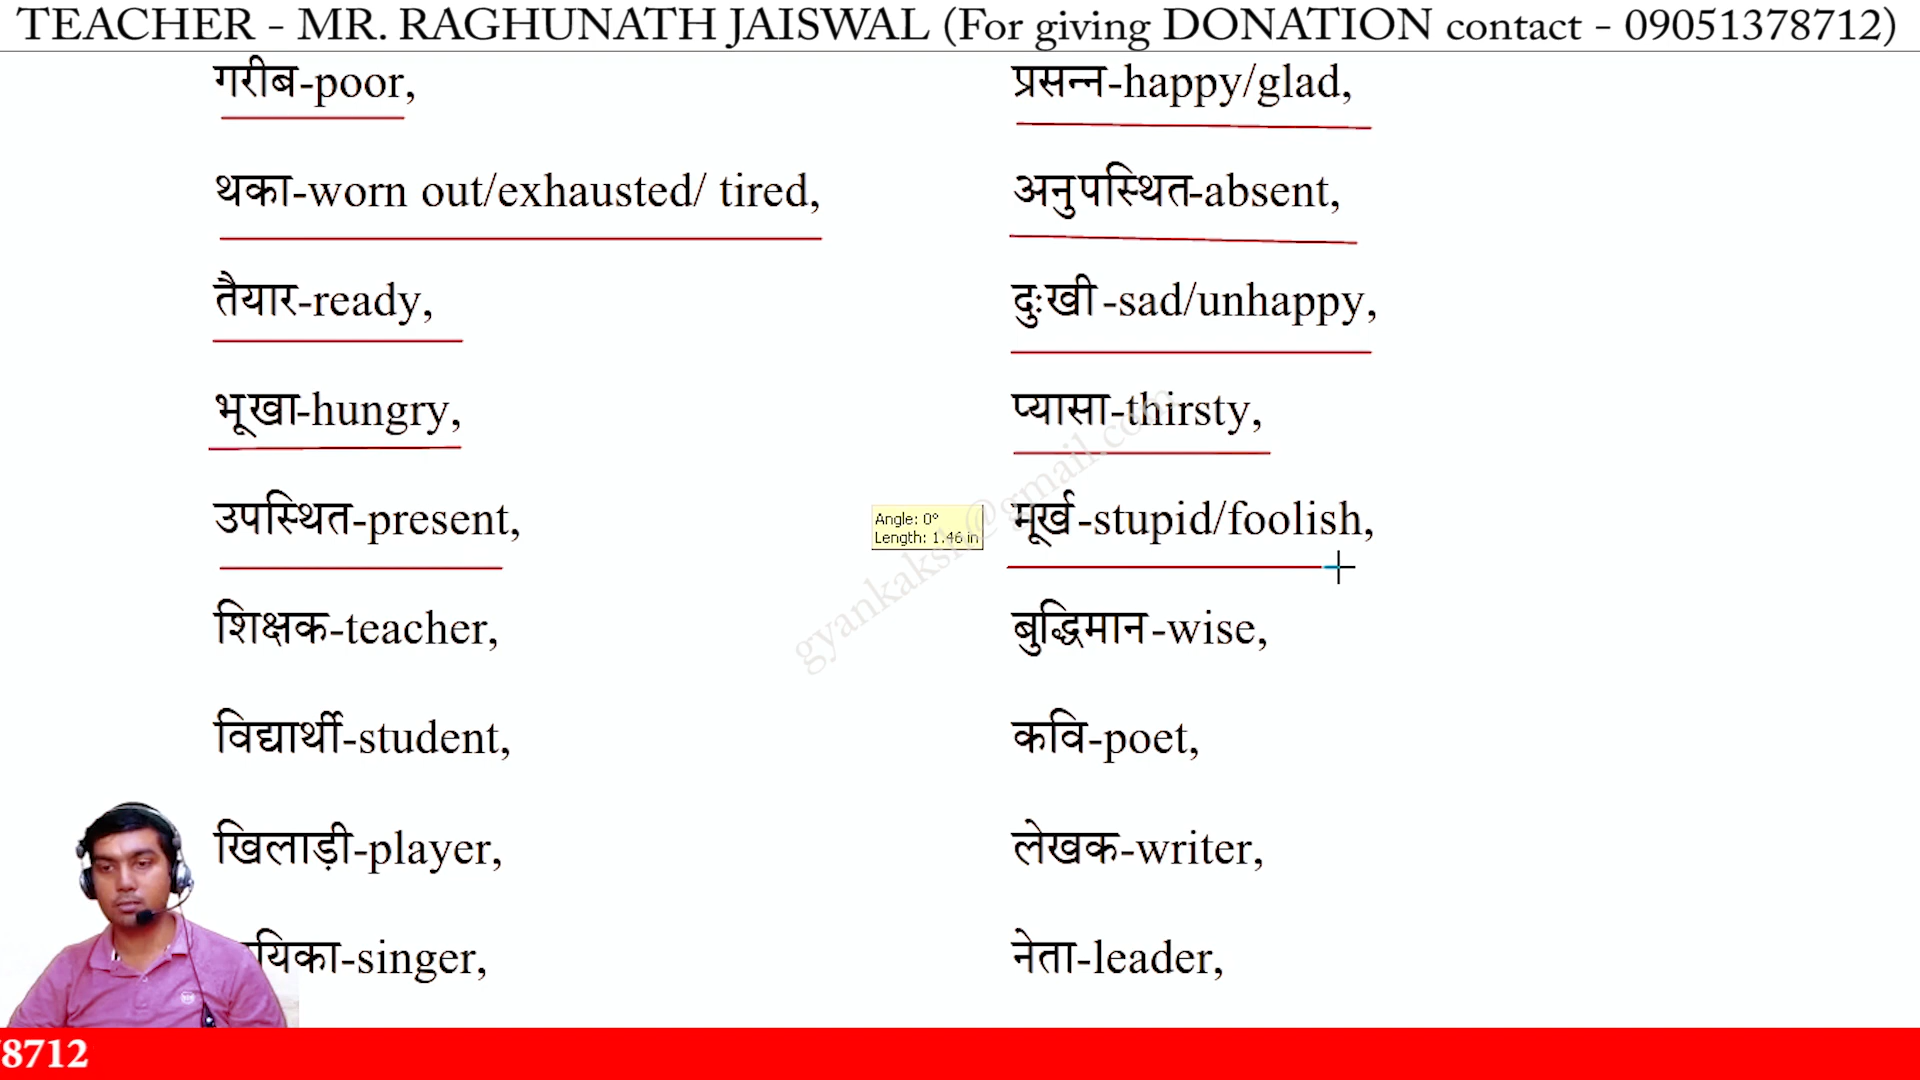 TEACHER - MR. RAGHUNATH JAISWAL (For giving DONATION contact - 09051378712)
गरीब-poor, प्रसन्न-happy/glad,
थका-worn out/exhausted/ tired, अनुपस्थित-absent,
तैयार-ready, दुःखी-sad/unhappy,
भूखा-hungry, प्यासा-thirsty,
उपस्थित-present, मूर्ख-stupid/foolish,
Angle: 0°
Length: 1.46 in
शिक्षक-teacher, बुद्धिमान-wise,
विद्यार्थी-student, कवि-poet,
खिलाड़ी-player, लेखक-writer,
यिका-singer, नेता-leader,
8712